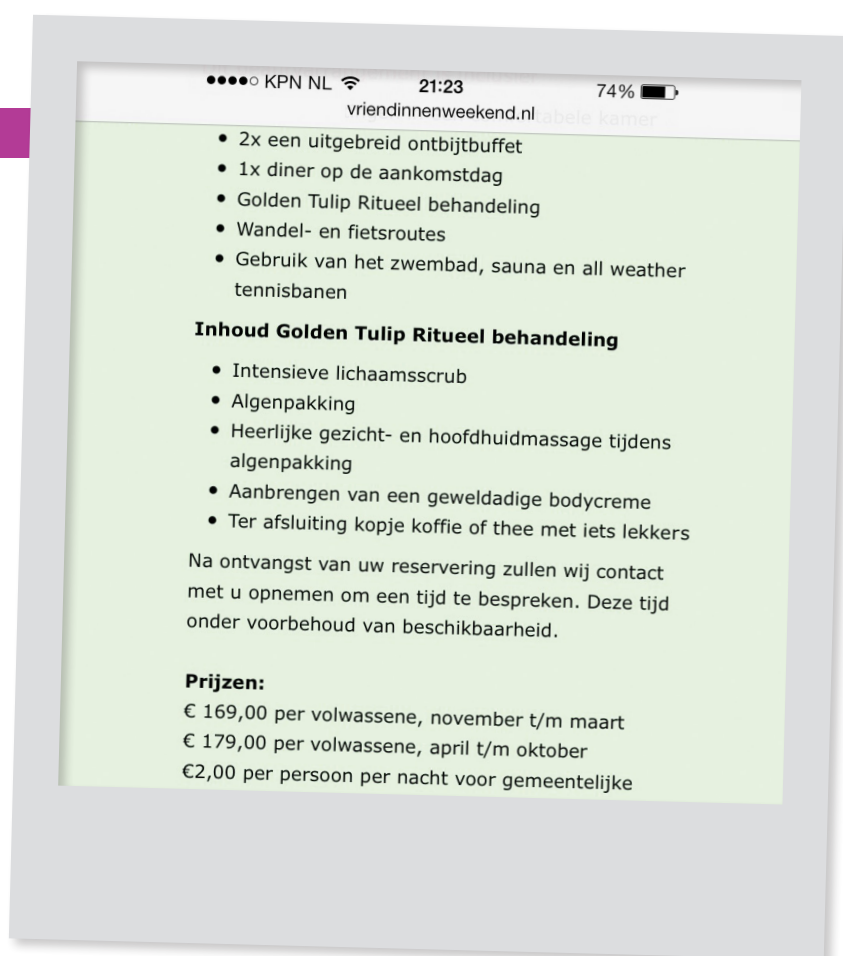 ●●●●○ KPN NL 21:23 74%
vriendinnenweekend.nl
tabele kamer
• 2x een uitgebreid ontbijtbuffet
• 1x diner op de aankomstdag
• Golden Tulip Ritueel behandeling
• Wandel- en fietsroutes
• Gebruik van het zwembad, sauna en all weather
tennisbanen
Inhoud Golden Tulip Ritueel behandeling
• Intensieve lichaamsscrub
• Algenpakking
• Heerlijke gezicht- en hoofdhuidmassage tijdens
algenpakking
• Aanbrengen van een geweldadige bodycreme
• Ter afsluiting kopje koffie of thee met iets lekkers
Na ontvangst van uw reservering zullen wij contact
met u opnemen om een tijd te bespreken. Deze tijd
onder voorbehoud van beschikbaarheid.
Prijzen:
€ 169,00 per volwassene, november t/m maart
€ 179,00 per volwassene, april t/m oktober
€2,00 per persoon per nacht voor gemeentelijke